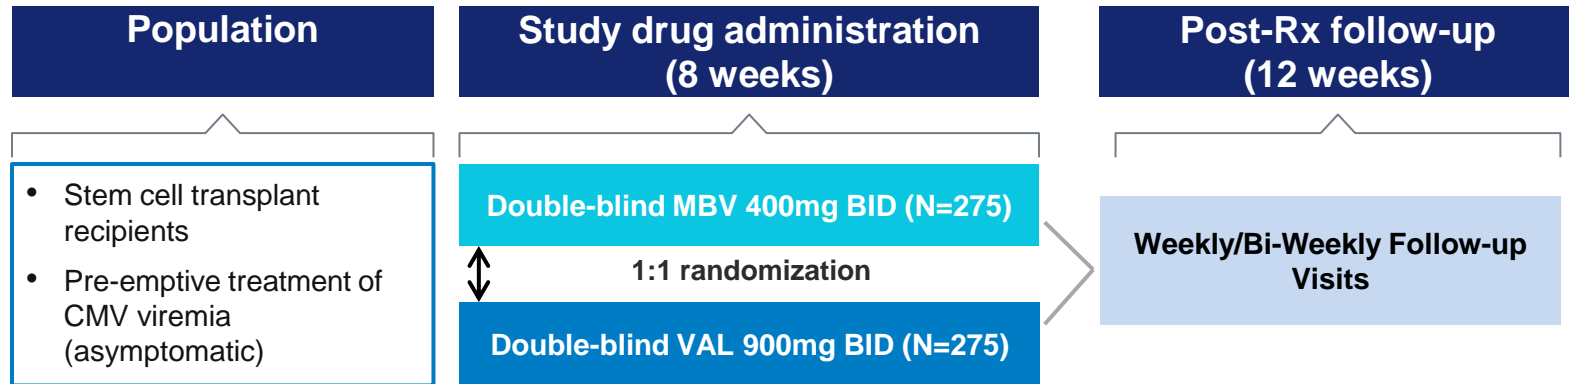 Population
Study drug administration
(8 weeks)
Post-Rx follow-up
(12 weeks)
• Stem cell transplant
recipients
• Pre-emptive treatment of
CMV viremia
(asymptomatic)
Double-blind MBV 400mg BID (N=275)
1:1 randomization
Double-blind VAL 900mg BID (N=275)
Weekly/Bi-Weekly Follow-up
Visits